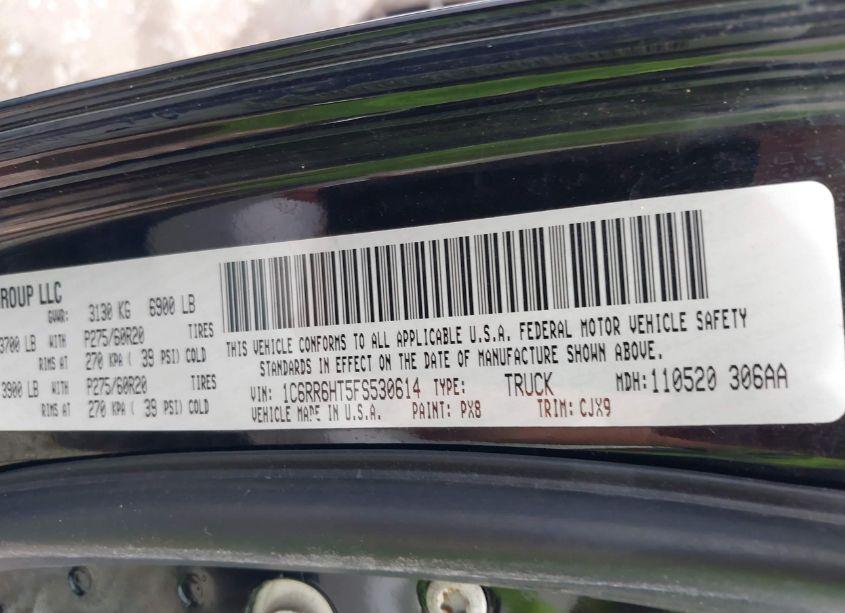 ROUP LLC
GVWR: 3130 KG 6900 LB
3700 LB WITH P275/60R20 TIRES
RIMS AT 270 KPA ( 39 PSI) COLD
3900 LB WITH P275/60R20 TIRES
RIMS AT 270 KPA ( 39 PSI) COLD
THIS VEHICLE CONFORMS TO ALL APPLICABLE U.S.A. FEDERAL MOTOR VEHICLE SAFETY
STANDARDS IN EFFECT ON THE DATE OF MANUFACTURE SHOWN ABOVE.
VIN: 1C6RR6HT5FS530614 TYPE: TRUCK MDH:110520 306AA
VEHICLE MADE IN U.S.A. PAINT: PX8 TRIM: CJX9